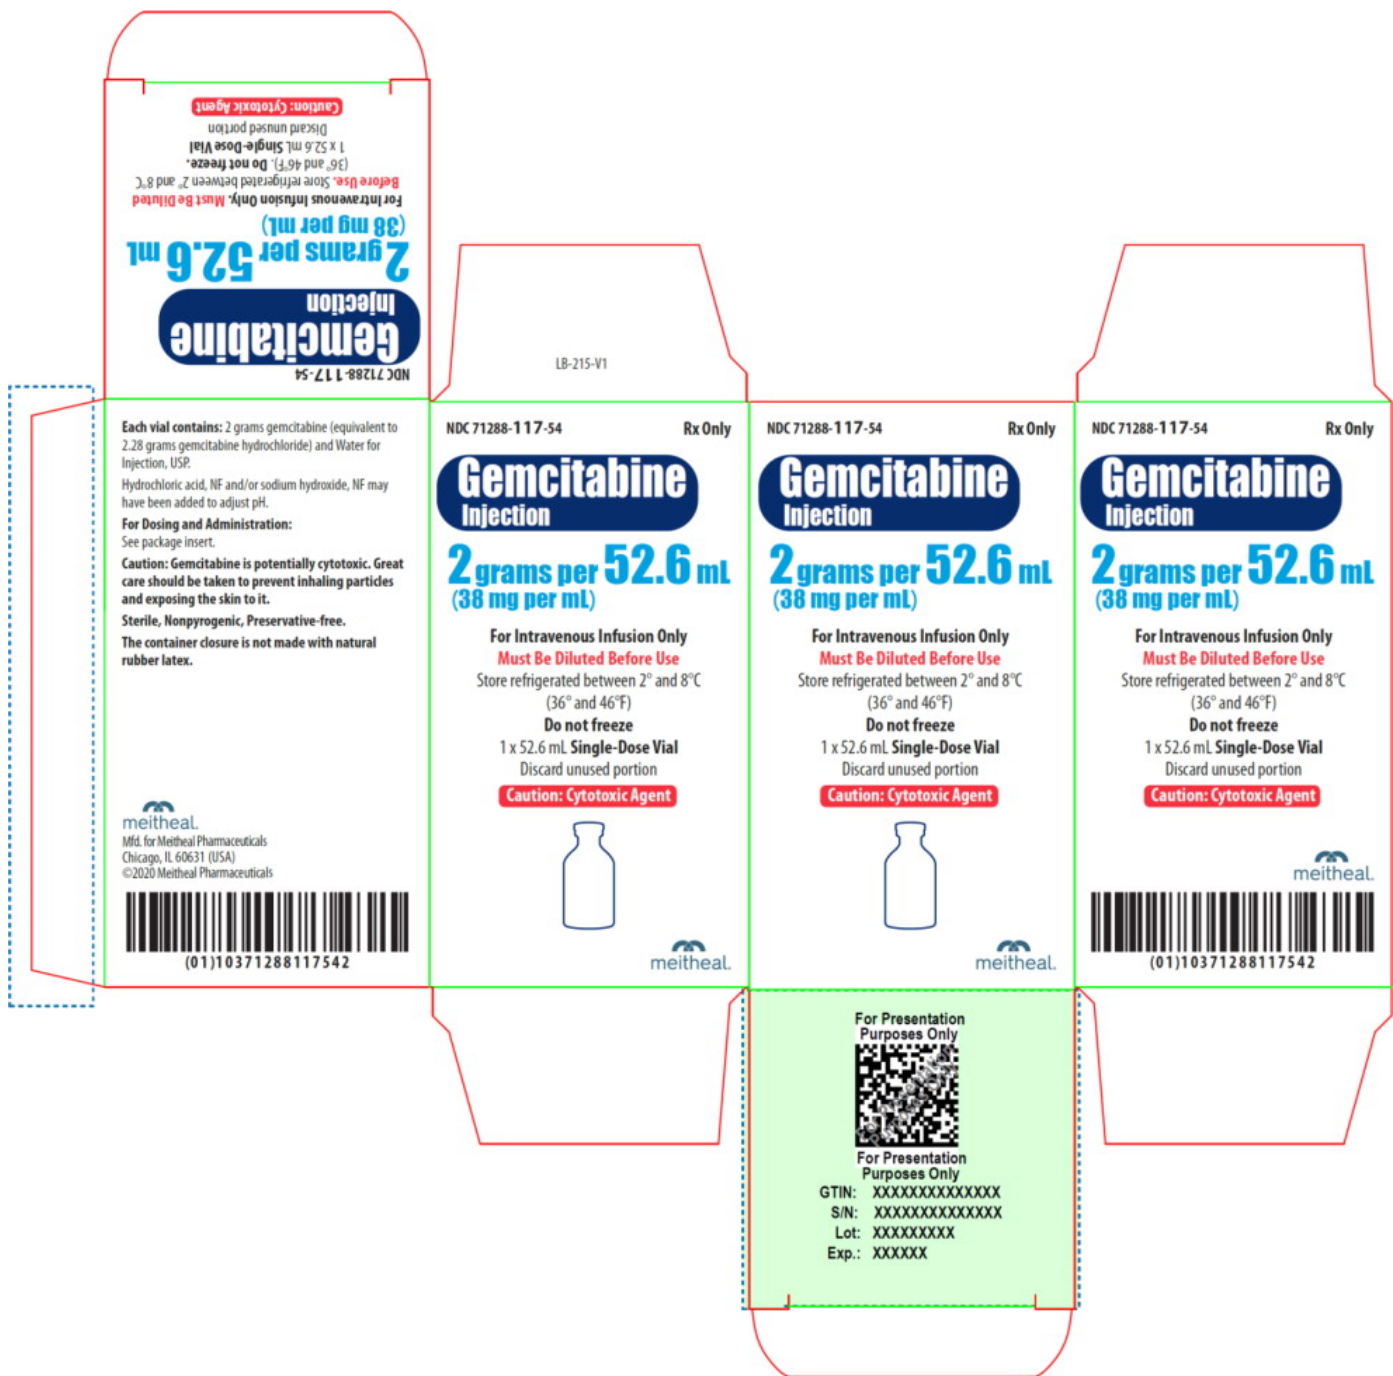 NDC 71288-117-54
Gemcitabine
Injection
2 grams per 52.6 mL
(38 mg per mL)
For Intravenous Infusion Only. Must Be Diluted
Before Use. Store refrigerated between 2° and 8°C
(36° and 46°F). Do not freeze.
1 x 52.6 mL Single-Dose Vial
Discard unused portion
Caution: Cytotoxic Agent
LB-215-V1
Each vial contains: 2 grams gemcitabine (equivalent to
2.28 grams gemcitabine hydrochloride) and Water for
Injection, USP.
Hydrochloric acid, NF and/or sodium hydroxide, NF may
have been added to adjust pH.
For Dosing and Administration:
See package insert.
Caution: Gemcitabine is potentially cytotoxic. Great
care should be taken to prevent inhaling particles
and exposing the skin to it.
Sterile, Nonpyrogenic, Preservative-free.
The container closure is not made with natural
rubber latex.
meitheal.
Mfd. for Meitheal Pharmaceuticals
Chicago, IL 60631 (USA)
©2020 Meitheal Pharmaceuticals
(01)10371288117542
NDC 71288-117-54 Rx Only
Gemcitabine
Injection
2 grams per 52.6 mL
(38 mg per mL)
For Intravenous Infusion Only
Must Be Diluted Before Use
Store refrigerated between 2° and 8°C
(36° and 46°F)
Do not freeze
1 x 52.6 mL Single-Dose Vial
Discard unused portion
Caution: Cytotoxic Agent
meitheal.
NDC 71288-117-54 Rx Only
Gemcitabine
Injection
2 grams per 52.6 mL
(38 mg per mL)
For Intravenous Infusion Only
Must Be Diluted Before Use
Store refrigerated between 2° and 8°C
(36° and 46°F)
Do not freeze
1 x 52.6 mL Single-Dose Vial
Discard unused portion
Caution: Cytotoxic Agent
meitheal.
NDC 71288-117-54 Rx Only
Gemcitabine
Injection
2 grams per 52.6 mL
(38 mg per mL)
For Intravenous Infusion Only
Must Be Diluted Before Use
Store refrigerated between 2° and 8°C
(36° and 46°F)
Do not freeze
1 x 52.6 mL Single-Dose Vial
Discard unused portion
Caution: Cytotoxic Agent
meitheal.
(01)10371288117542
For Presentation
Purposes Only
For Presentation
Purposes Only
GTIN: XXXXXXXXXXXXXX
S/N: XXXXXXXXXXXXXX
Lot: XXXXXXXXX
Exp.: XXXXXX